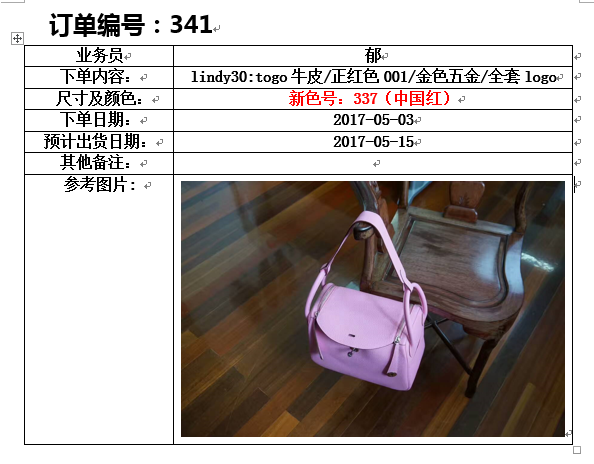 订单编号：341
业务员 郁
下单内容： lindy30:togo 牛皮/正红色 001/金色五金/全套 logo
尺寸及颜色： 新色号：337（中国红）
下单日期： 2017-05-03
预计出货日期： 2017-05-15
其他备注：
参考图片：